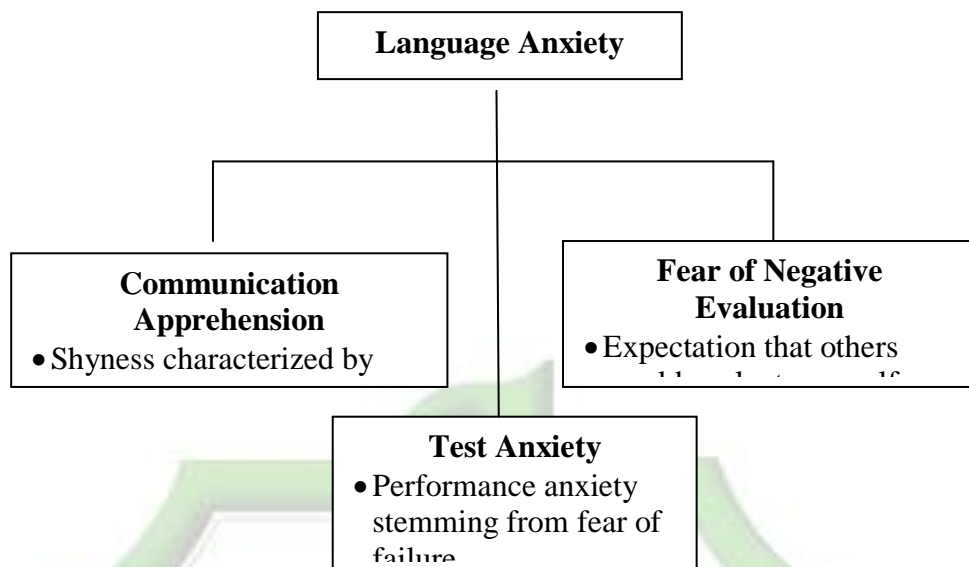 Language Anxiety
Communication
Apprehension
• Shyness characterized by
Fear of Negative
Evaluation
• Expectation that others
Test Anxiety
• Performance anxiety
stemming from fear of
failure